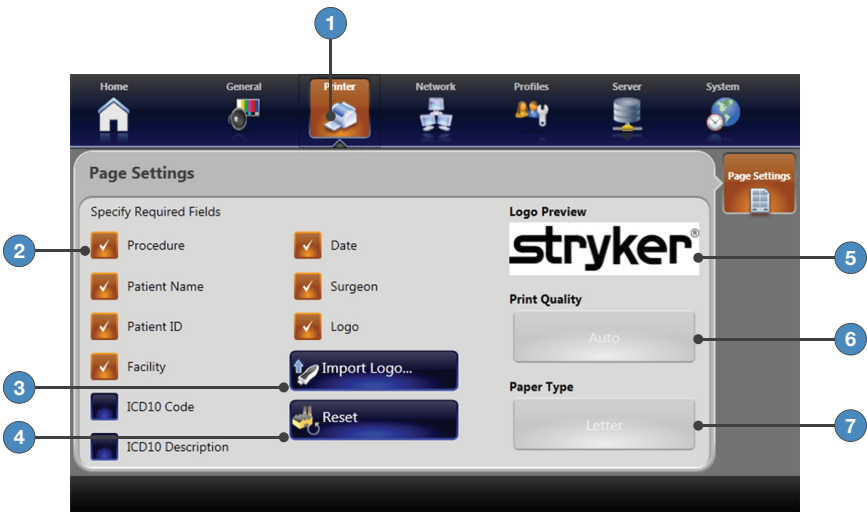 1
Home General Printer Network Profiles Server System
Page Settings
Page Settings
Specify Required Fields
Logo Preview
2
Procedure
Date
stryker®
5
Patient Name
Surgeon
Print Quality
Patient ID
Logo
Auto
6
Facility
3
Import Logo...
Paper Type
ICD10 Code
4
Reset
Letter
7
ICD10 Description